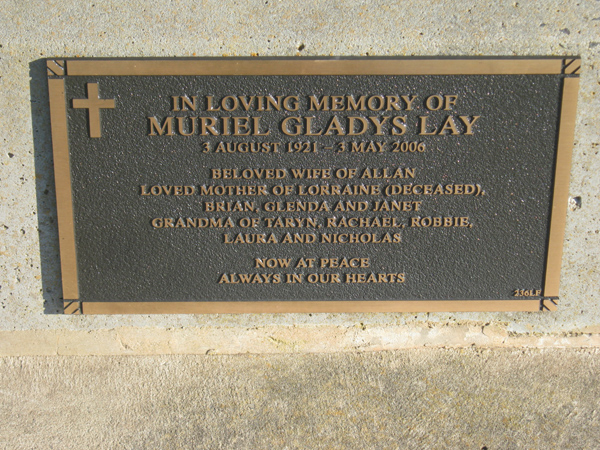 IN LOVING MEMORY OF
MURIEL GLADYS LAY
3 AUGUST 1921 - 3 MAY 2006
BELOVED WIFE OF ALLAN
LOVED MOTHER OF LORRAINE (DECEASED),
BRIAN, GLENDA AND JANET
GRANDMA OF TARYN, RACHAEL, ROBBIE,
LAURA AND NICHOLAS
NOW AT PEACE
ALWAYS IN OUR HEARTS